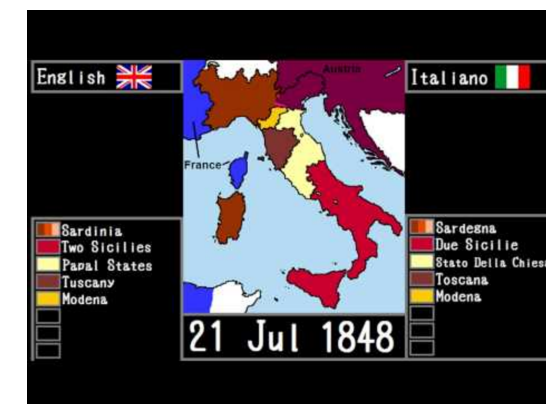 English
Italiano
Austria
France
Sardinia
Two Sicilies
Papal States
Tuscany
Modena
Sardegna
Due Sicilie
Stato Della Chiesa
Toscana
Modena
21 Jul 1848